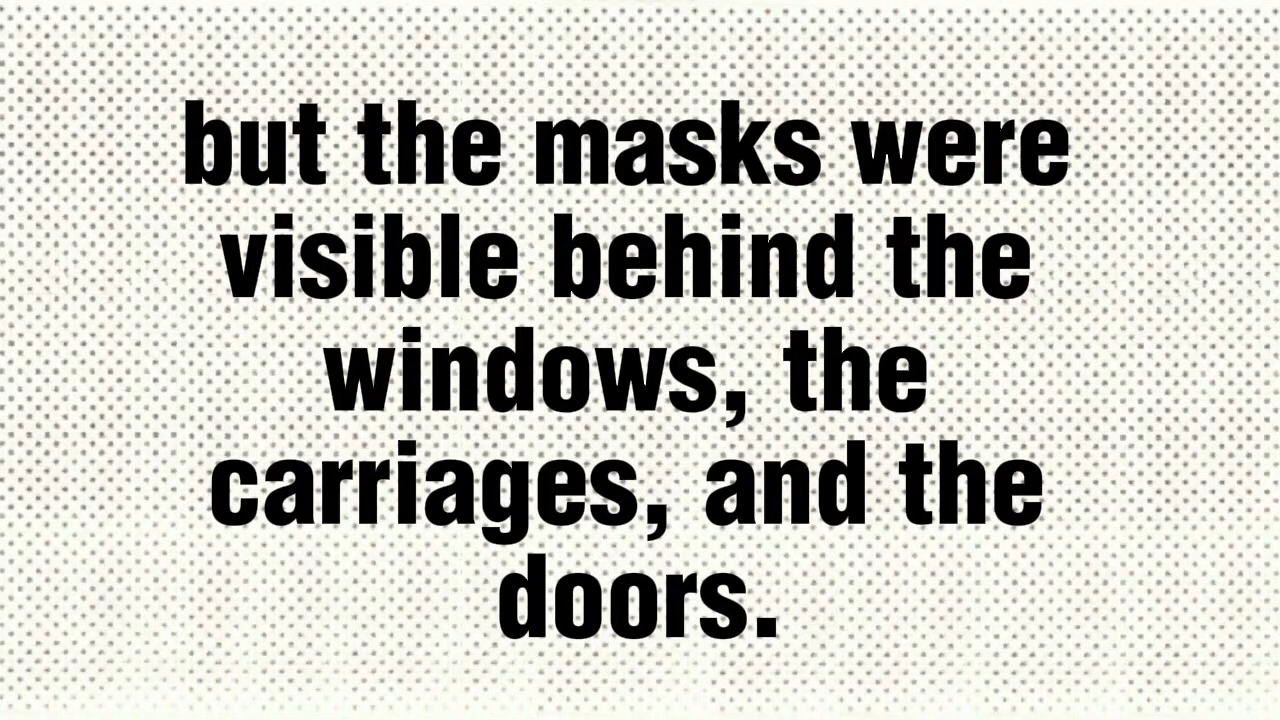 but the masks were
visible behind the
windows, the
carriages, and the
doors.